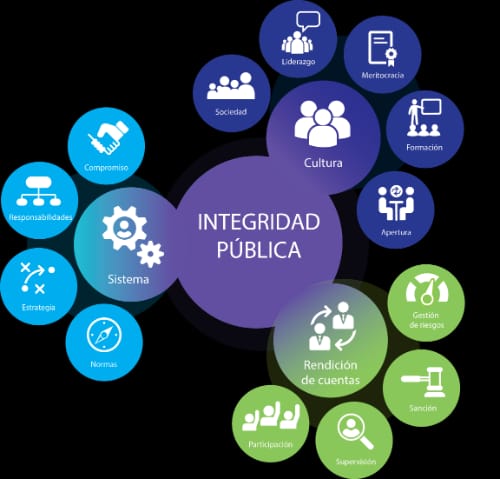 INTEGRIDAD
PÚBLICA
Sistema
Compromiso
Responsabilidades
Estrategia
Normas
Cultura
Sociedad
Liderazgo
Meritocracia
Formación
Apertura
Rendición
de cuentas
Gestión
de riesgos
Sanción
Supervisión
Participación